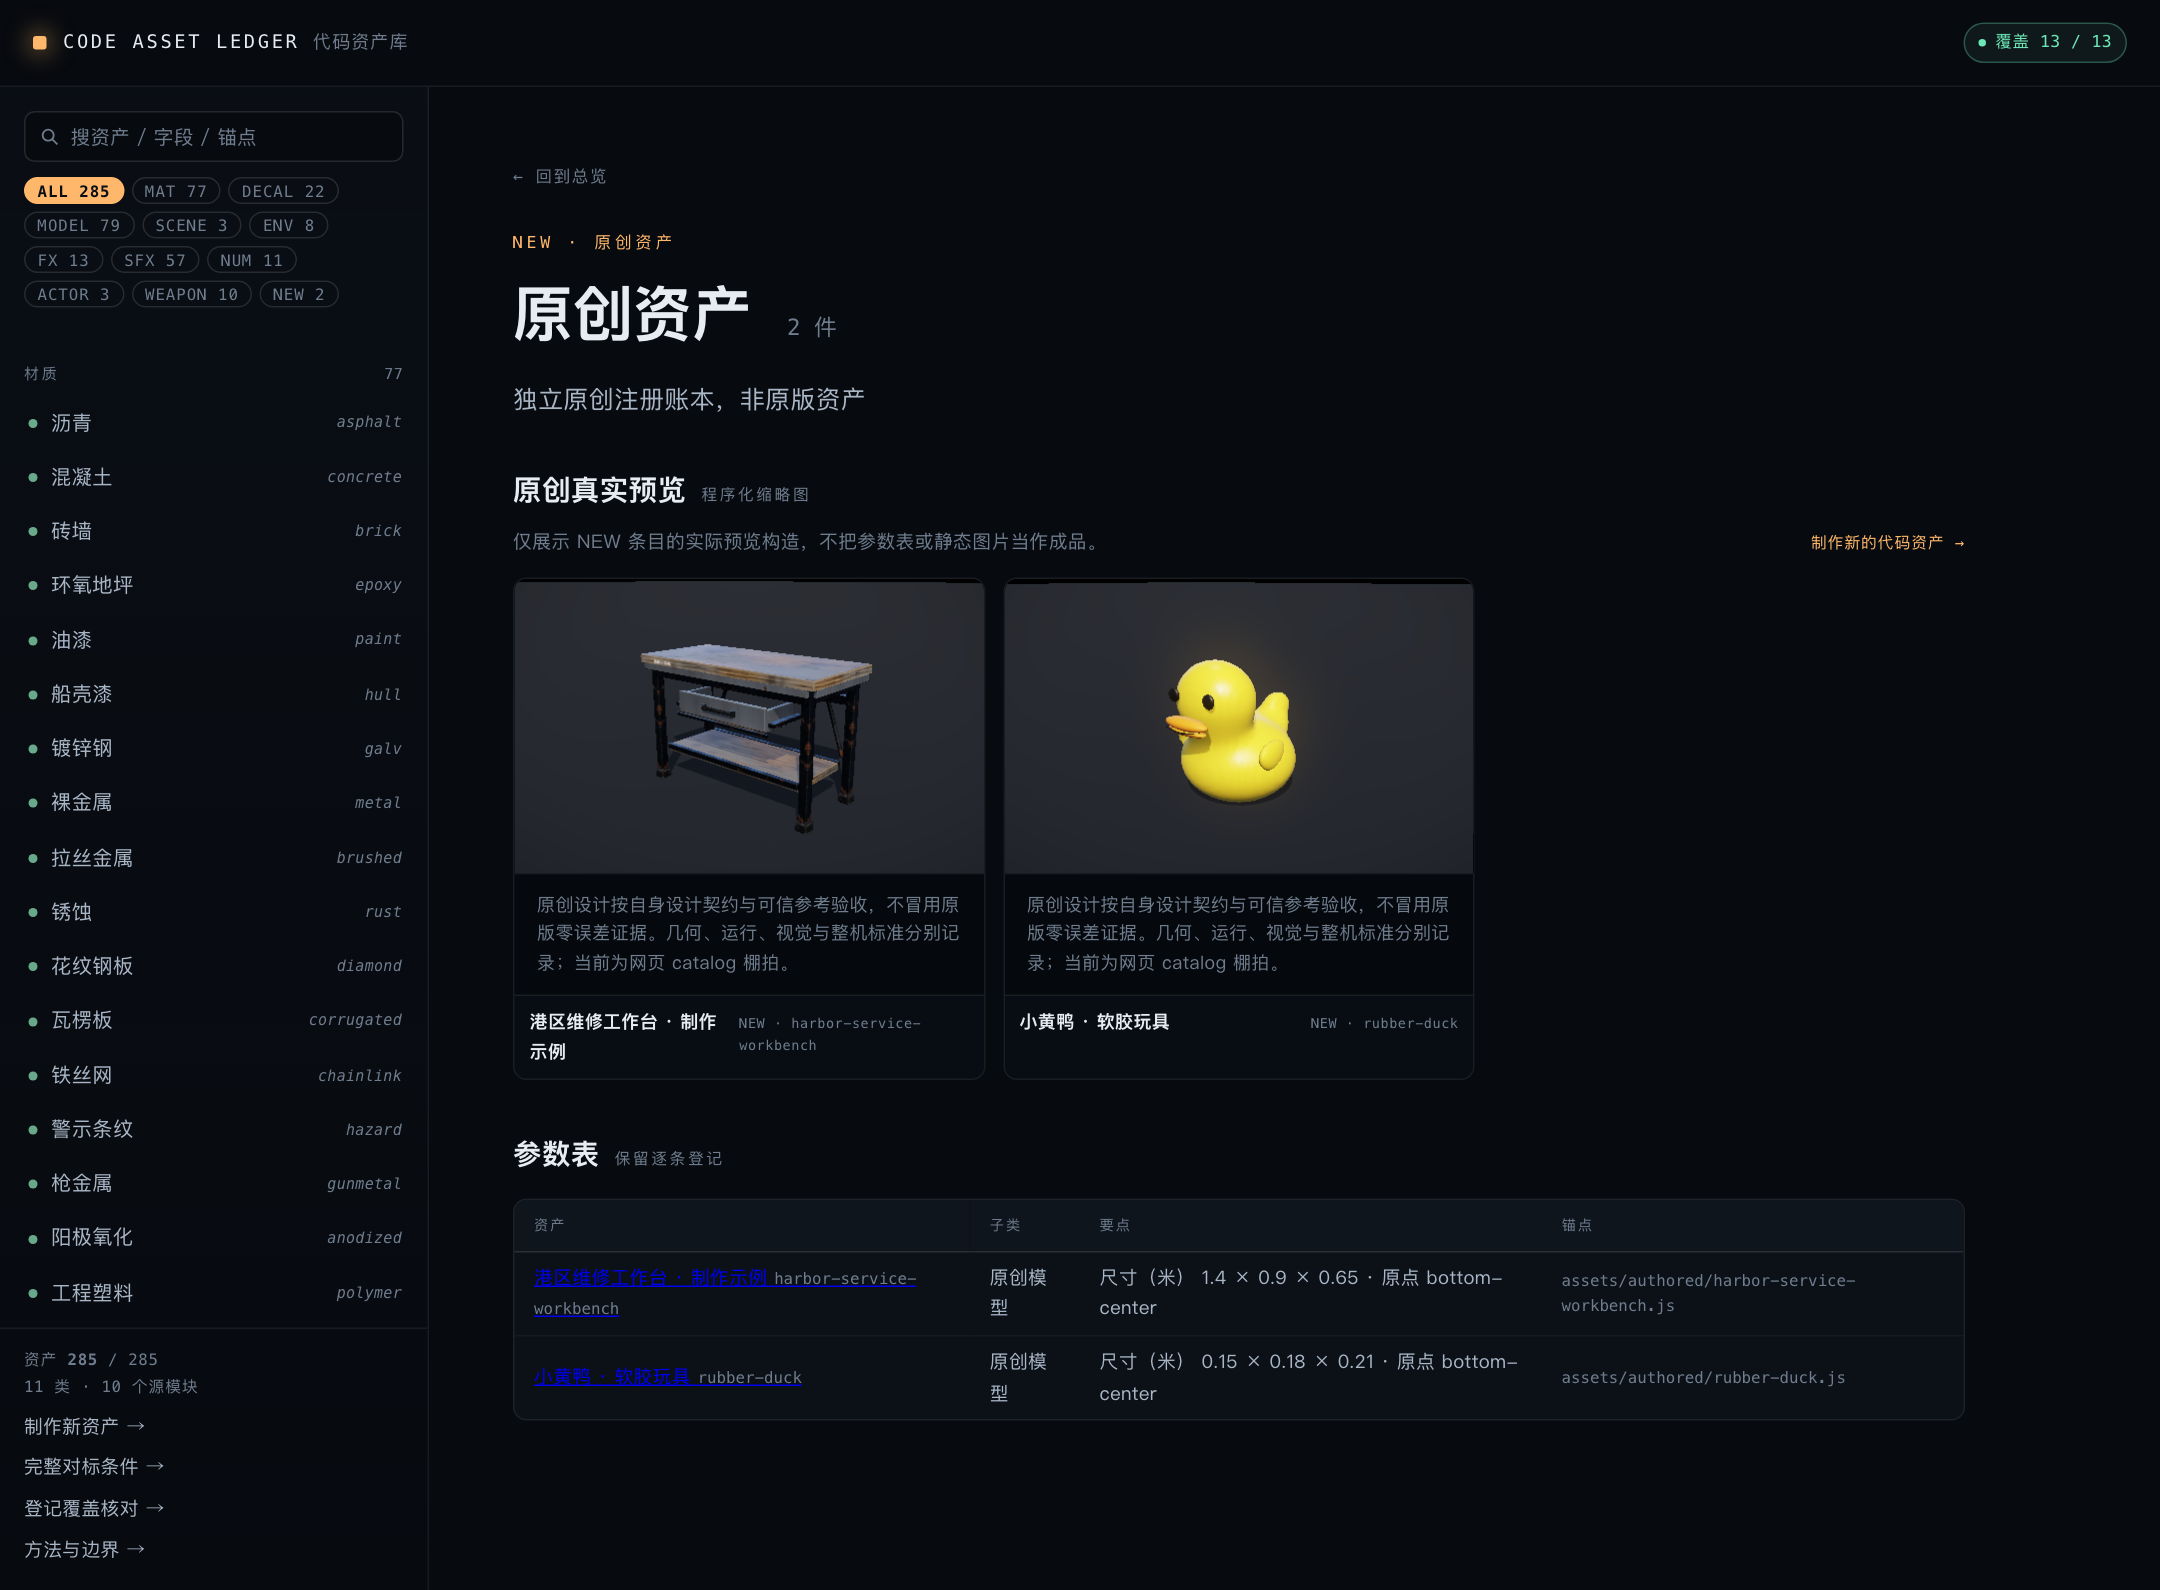 CODE ASSET LEDGER 代码资产库
覆盖 13 / 13
搜资产 / 字段 / 锚点
ALL 285 MAT 77 DECAL 22
MODEL 79 SCENE 3 ENV 8
FX 13 SFX 57 NUM 11
ACTOR 3 WEAPON 10 NEW 2
材质 77
沥青 asphalt
混凝土 concrete
砖墙 brick
环氧地坪 epoxy
油漆 paint
船壳漆 hull
镀锌钢 galv
裸金属 metal
拉丝金属 brushed
锈蚀 rust
花纹钢板 diamond
瓦楞板 corrugated
铁丝网 chainlink
警示条纹 hazard
枪金属 gunmetal
阳极氧化 anodized
工程塑料 polymer
资产 285 / 285
11 类 · 10 个源模块
制作新资产 →
完整对标条件 →
登记覆盖核对 →
方法与边界 →
← 回到总览
NEW · 原创资产
原创资产 2 件
独立原创注册账本，非原版资产
原创真实预览 程序化缩略图
仅展示 NEW 条目的实际预览构造，不把参数表或静态图片当作成品。
制作新的代码资产 →
原创设计按自身设计契约与可信参考验收，不冒用原
版零误差证据。几何、运行、视觉与整机标准分别记
录；当前为网页 catalog 棚拍。
港区维修工作台 · 制作
示例
NEW · harbor-service-
workbench
原创设计按自身设计契约与可信参考验收，不冒用原
版零误差证据。几何、运行、视觉与整机标准分别记
录；当前为网页 catalog 棚拍。
小黄鸭 · 软胶玩具 NEW · rubber-duck
参数表 保留逐条登记
资产 子类 要点 锚点
港区维修工作台 · 制作示例 harbor-service-
workbench
原创模
型
尺寸（米） 1.4 × 0.9 × 0.65 · 原点 bottom-
center
assets/authored/harbor-service-
workbench.js
小黄鸭 · 软胶玩具 rubber-duck
原创模
型
尺寸（米） 0.15 × 0.18 × 0.21 · 原点 bottom-
center
assets/authored/rubber-duck.js